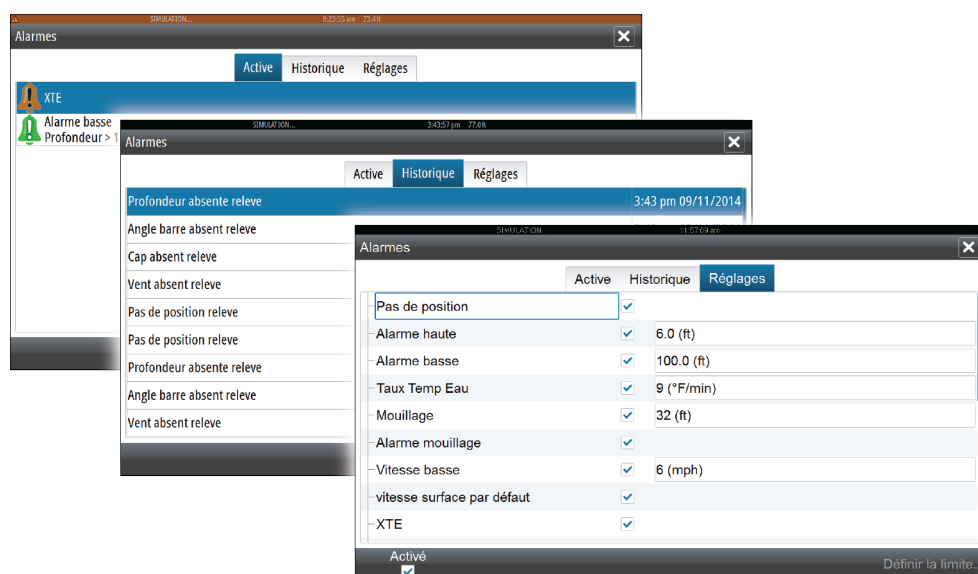 SIMULATION... 8:23:55 am 73.4 ft
Alarmes
Active Historique Réglages
XTE
Alarme basse
Profondeur > 1
SIMULATION... 3:43:57 pm 77.0 ft
Alarmes
Active Historique Réglages
Profondeur absente releve 3:43 pm 09/11/2014
Angle barre absent releve
Cap absent releve
Vent absent releve
Pas de position releve
Pas de position releve
Profondeur absente releve
Angle barre absent releve
Vent absent releve
SIMULATION 11:57:09 am
Alarmes
Active Historique Réglages
Pas de position
Alarme haute 6.0 (ft)
Alarme basse 100.0 (ft)
Taux Temp Eau 9 (°F/min)
Mouillage 32 (ft)
Alarme mouillage
Vitesse basse 6 (mph)
vitesse surface par défaut
XTE
Activé
Définir la limite.